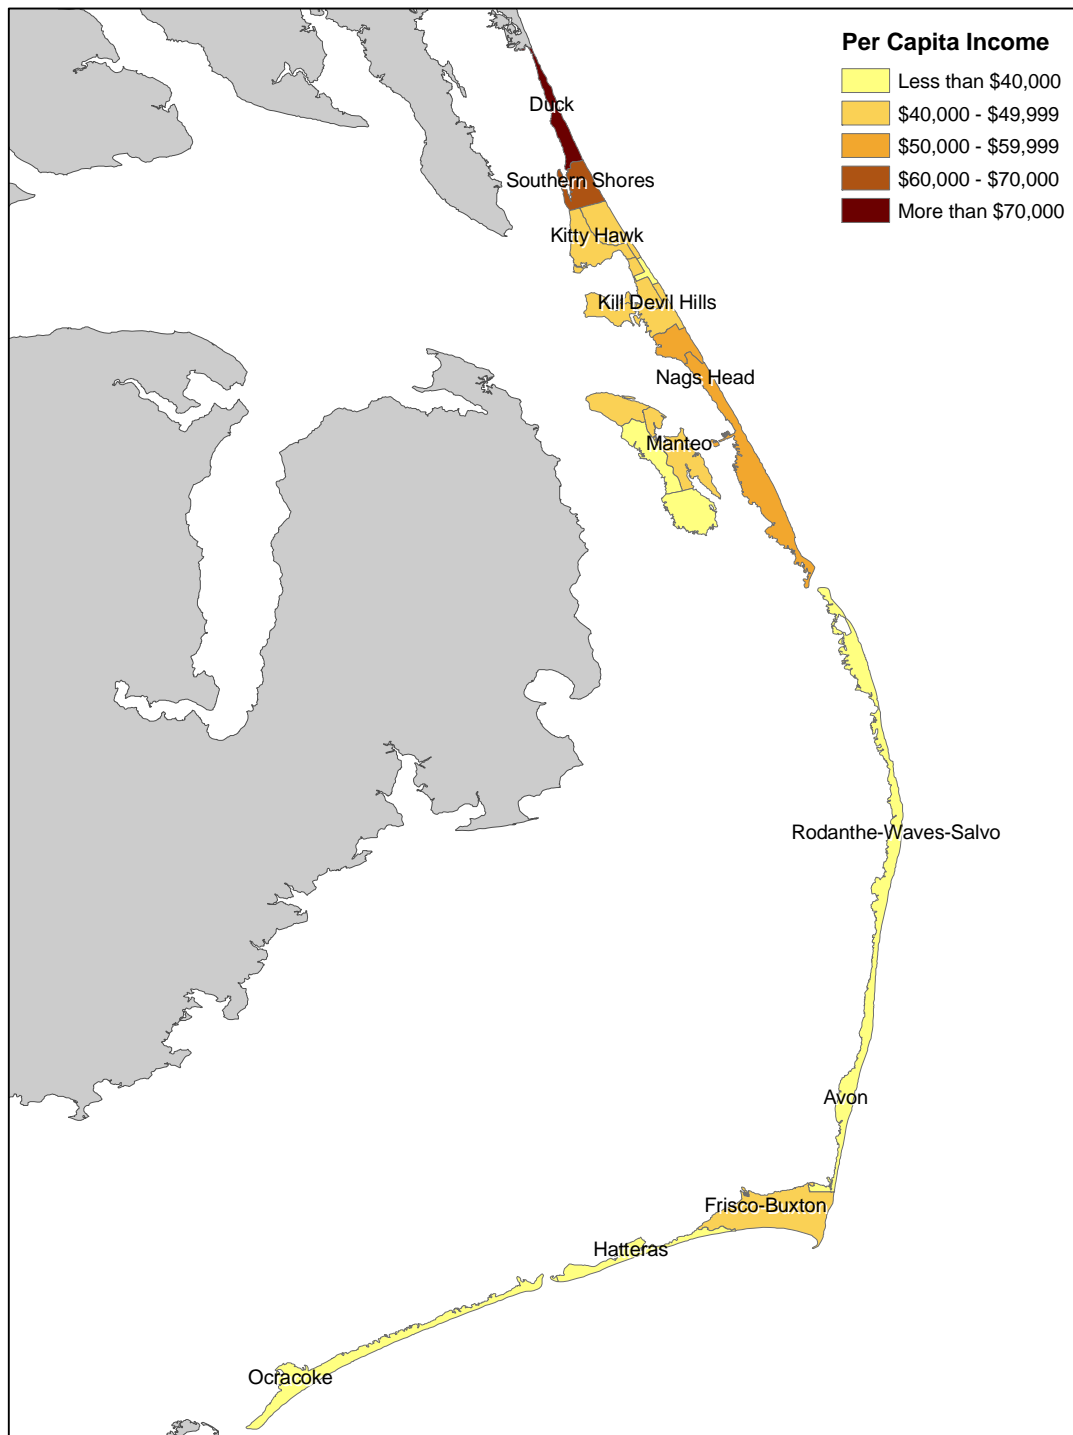 Per Capita Income
Less than $40,000
$40,000 - $49,999
$50,000 - $59,999
$60,000 - $70,000
More than $70,000
Duck
Southern Shores
Kitty Hawk
Kill Devil Hills
Nags Head
Manteo
Rodanthe-Waves-Salvo
Avon
Frisco-Buxton
Hatteras
Ocracoke